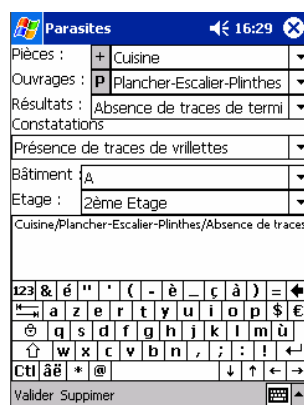 Parasites 16:29
Pièces : + Cuisine
Ouvrages : P Plancher-Escalier-Plinthes
Résultats : Absence de traces de termi
Constatations
Présence de traces de vrillettes
Bâtiment : A
Etage : 2ème Etage
Cuisine/Plancher-Escalier-Plinthes/Absence de traces
123 & é " ' ( - è _ ç à ) =
a z e r t y u i o p $ €
q s d f g h j k l m ù
w x c v b n , ; : !
Ctl âë * @ ↓ ↑ ← →
Valider Supprimer